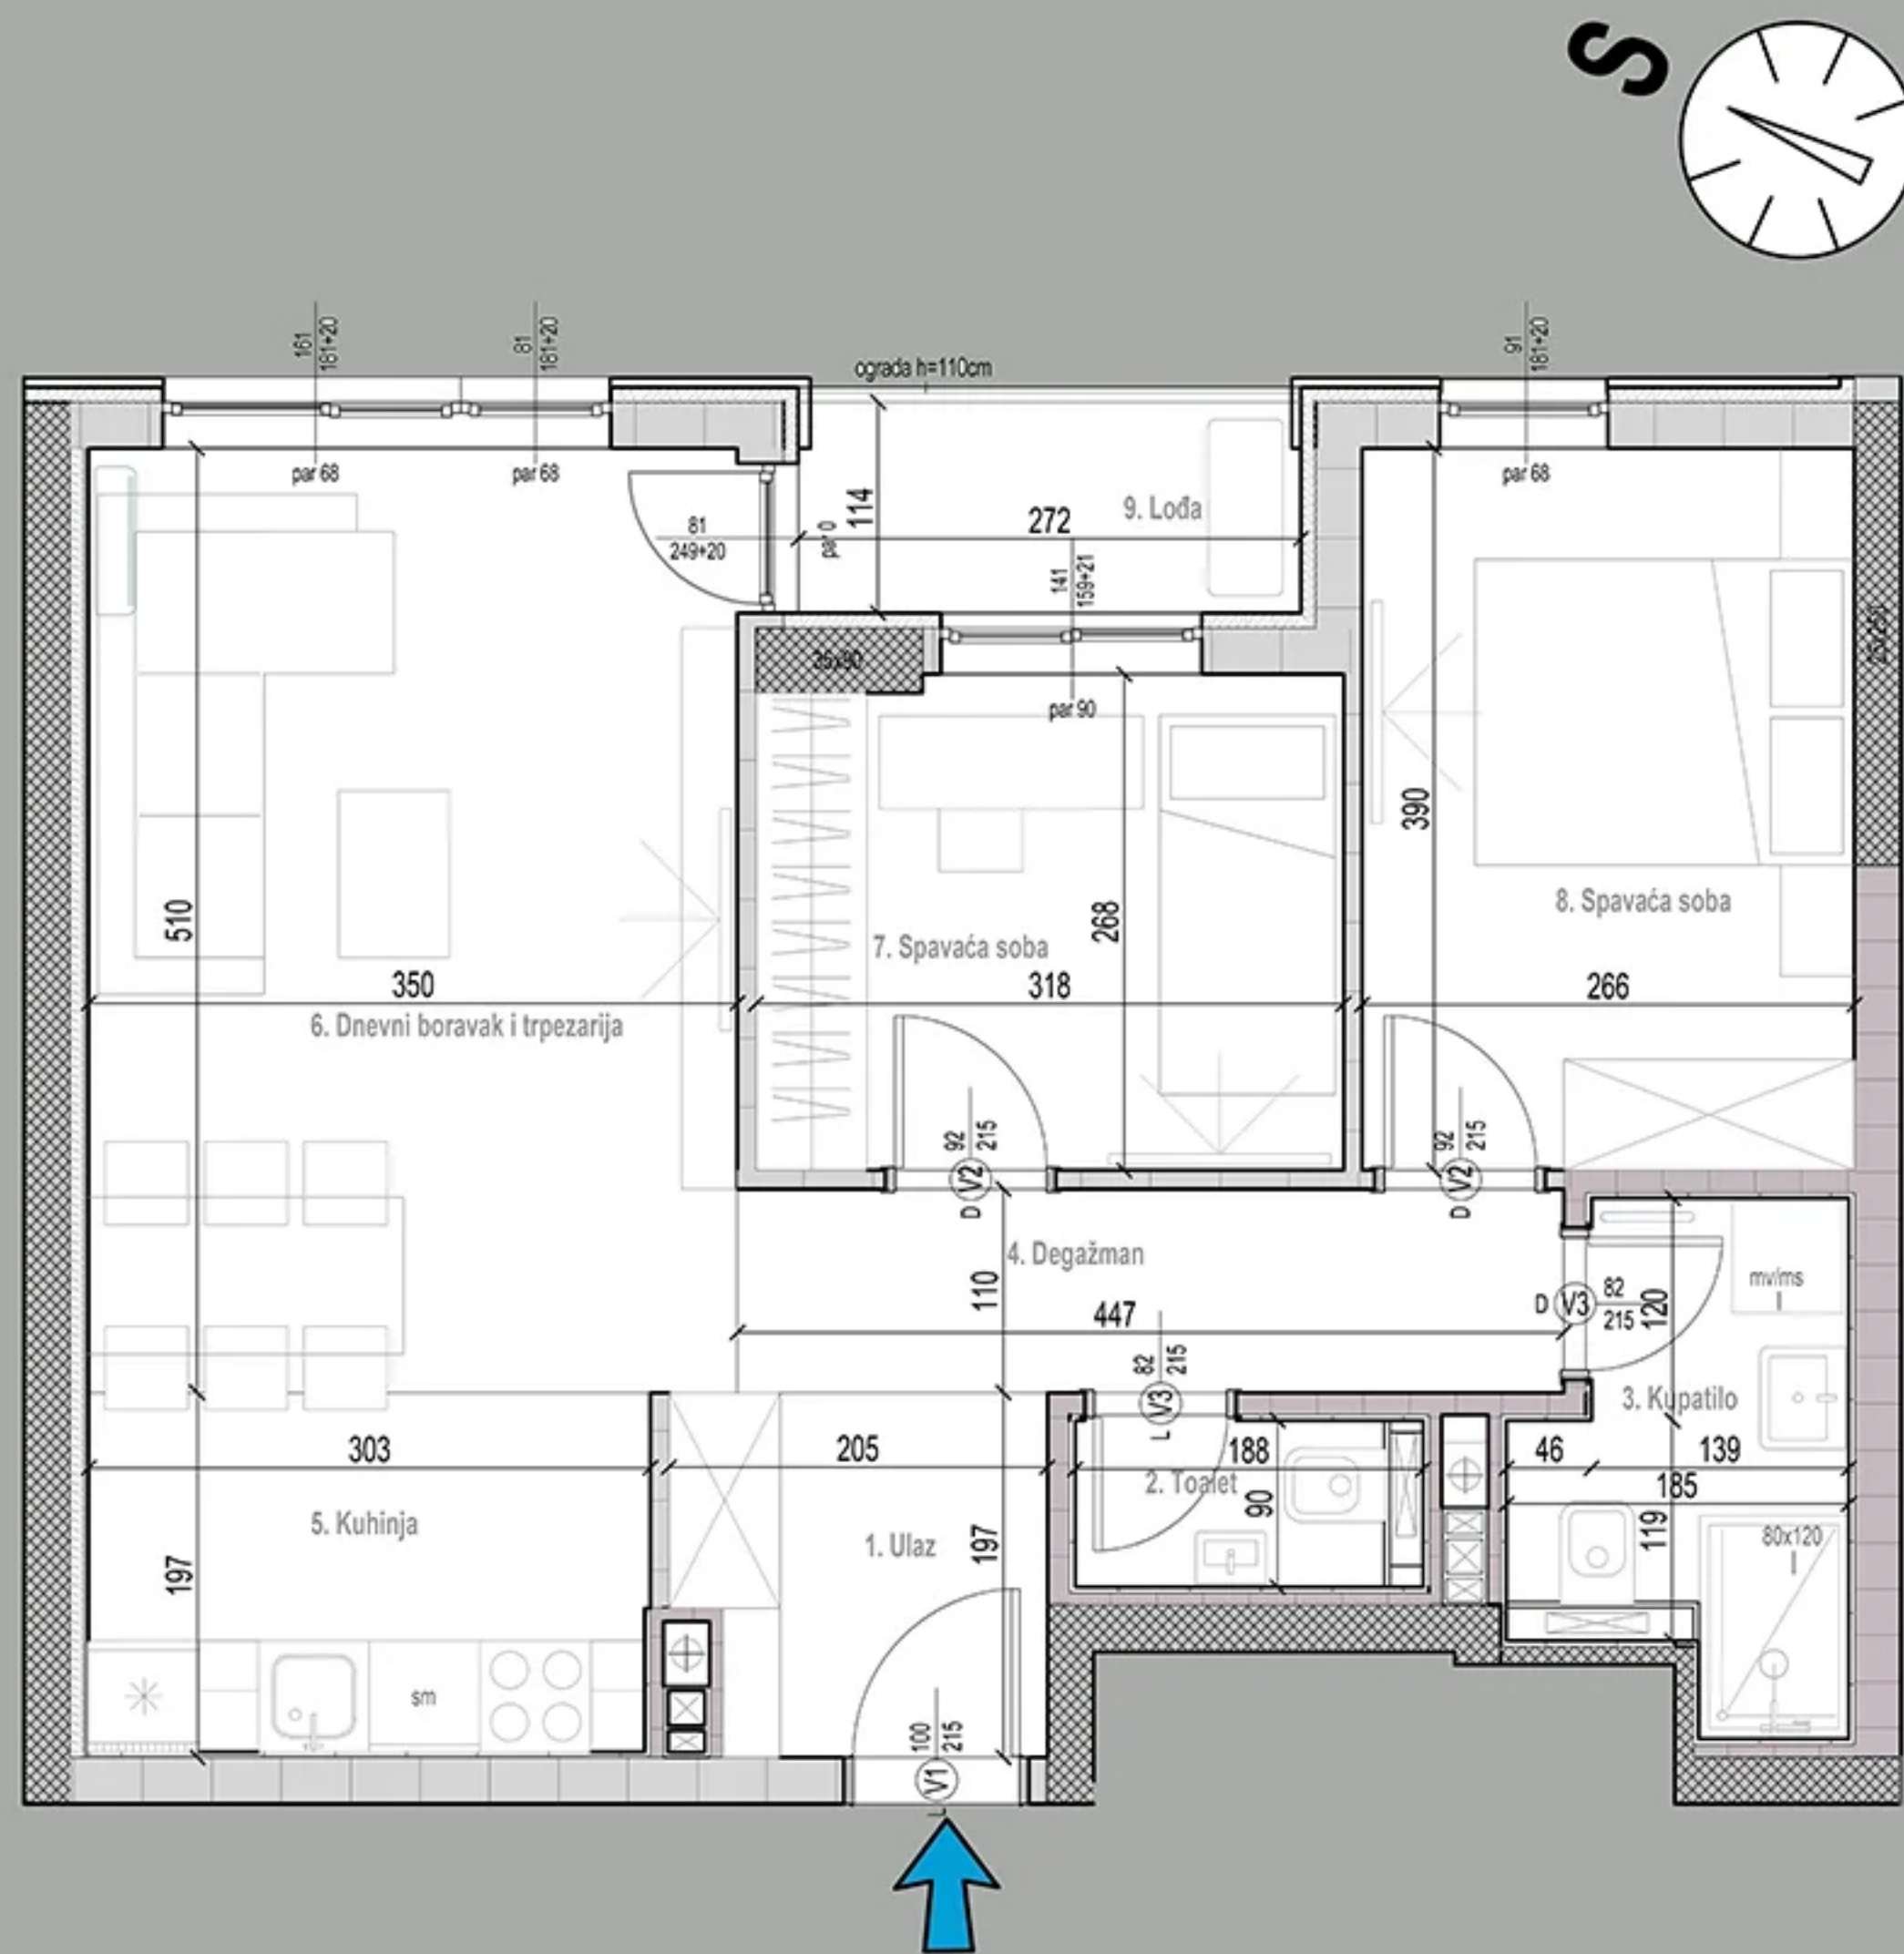 S
161
181+20
81
181+20
ograda h=110cm
91
181+20
par 68
par 68
par 68
81
249+20
par 0
114
272
9. Lođa
141
159+21
35x90
par 90
510
350
6. Dnevni boravak i trpezarija
7. Spavaća soba
268
318
390
8. Spavaća soba
266
92
215
V2
D
92
215
V2
D
4. Degažman
110
447
82
215
V3
L
D
V3
82
215
120
mv/ms
3. Kupatilo
303
205
188
46
139
185
2. Toalet
90
119
80x120
5. Kuhinja
1. Ulaz
197
197
sm
100
215
V1
L